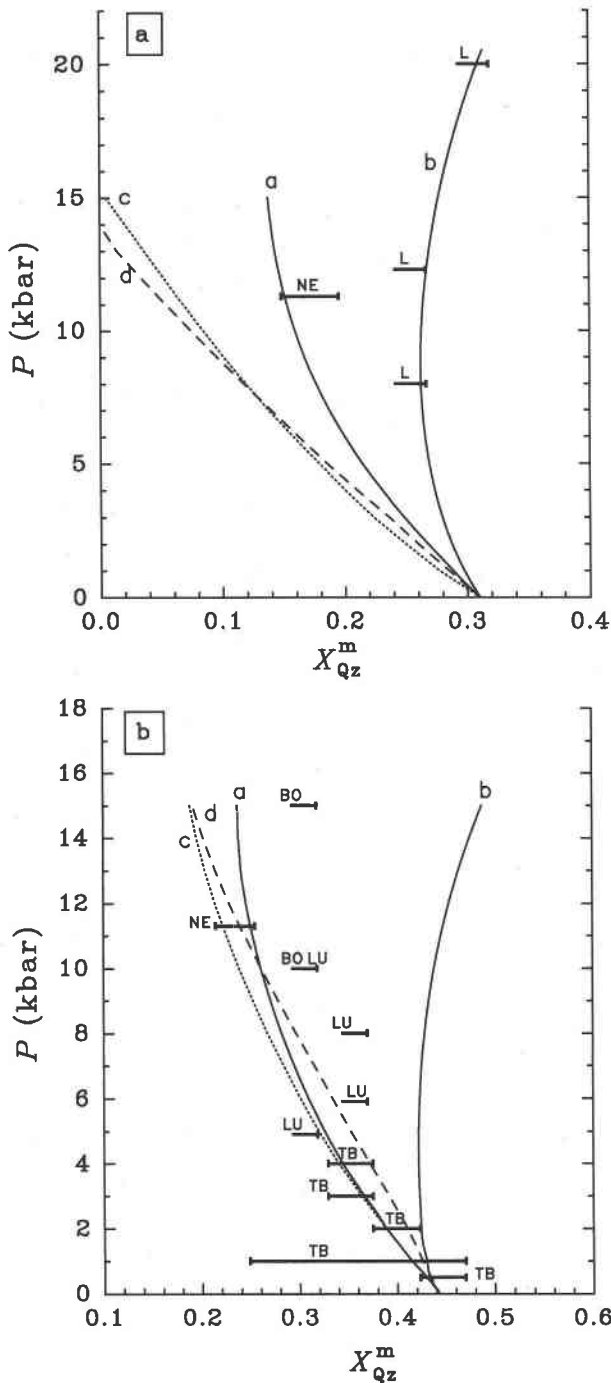 a
20
L
b
a
15
c
L
d
NE
10
L
P (kbar)
5
0
0.0 0.1 0.2 0.3 0.4
X^m_Qz
b
18
16
a
BO
b
d
14
c
12
NE
10
BO LU
P (kbar)
8
LU
6
LU
LU
4
TB
TB
2
TB
TB
TB
0
0.1 0.2 0.3 0.4 0.5 0.6
X^m_Qz